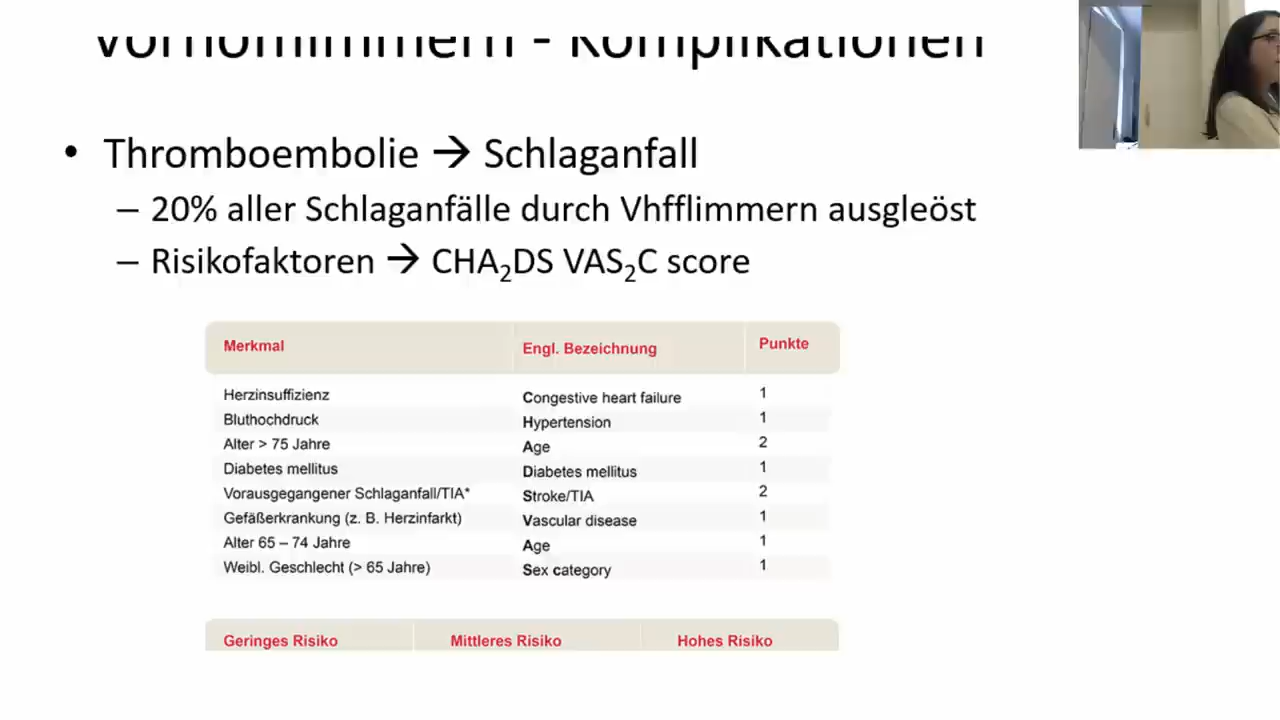 Vorhofflimmern - Komplikationen
• Thromboembolie → Schlaganfall
– 20% aller Schlaganfälle durch Vhfflimmern ausgleöst
– Risikofaktoren → CHA₂DS VAS₂C score
Merkmal Engl. Bezeichnung Punkte
Herzinsuffizienz Congestive heart failure 1
Bluthochdruck Hypertension 1
Alter > 75 Jahre Age 2
Diabetes mellitus Diabetes mellitus 1
Vorausgegangener Schlaganfall/TIA* Stroke/TIA 2
Gefäßerkrankung (z. B. Herzinfarkt) Vascular disease 1
Alter 65 – 74 Jahre Age 1
Weibl. Geschlecht (> 65 Jahre) Sex category 1
Geringes Risiko Mittleres Risiko Hohes Risiko